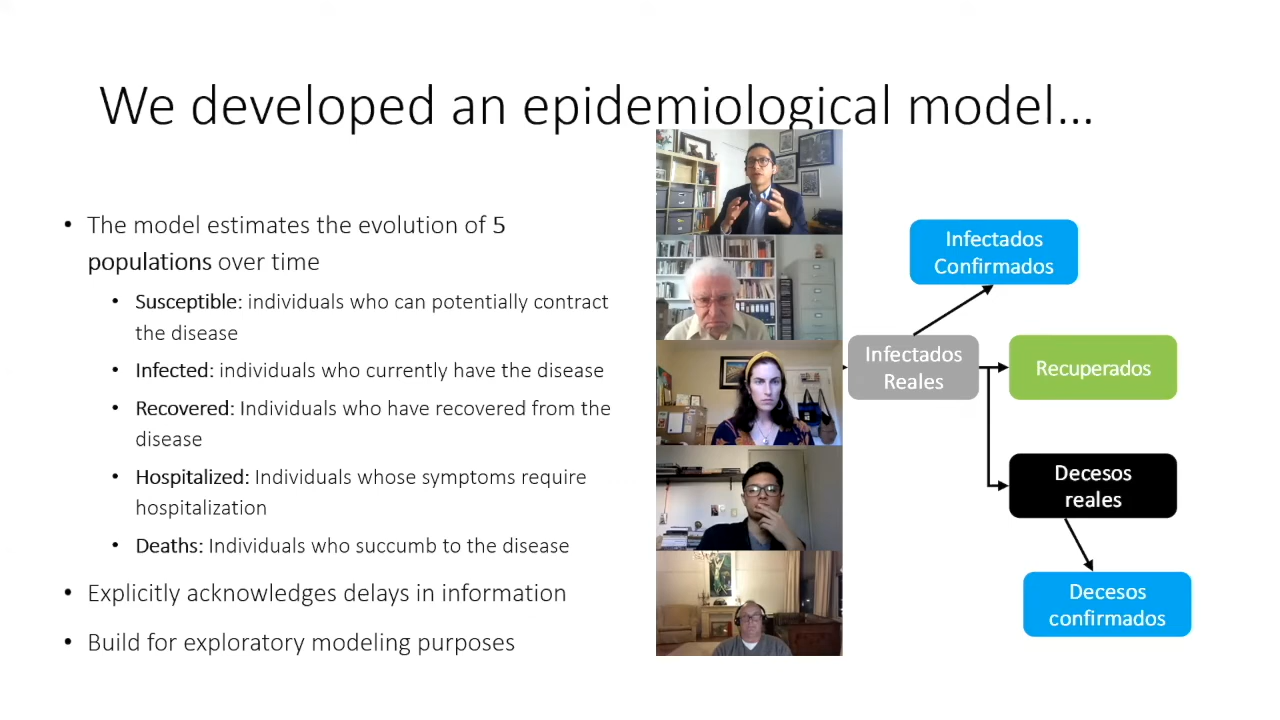 We developed an epidemiological model...
• The model estimates the evolution of 5
populations over time
• Susceptible: individuals who can potentially contract
the disease
• Infected: individuals who currently have the disease
• Recovered: Individuals who have recovered from the
disease
• Hospitalized: Individuals whose symptoms require
hospitalization
• Deaths: Individuals who succumb to the disease
• Explicitly acknowledges delays in information
• Build for exploratory modeling purposes
Infectados
Confirmados
Infectados
Reales
Recuperados
Decesos
reales
Decesos
confirmados